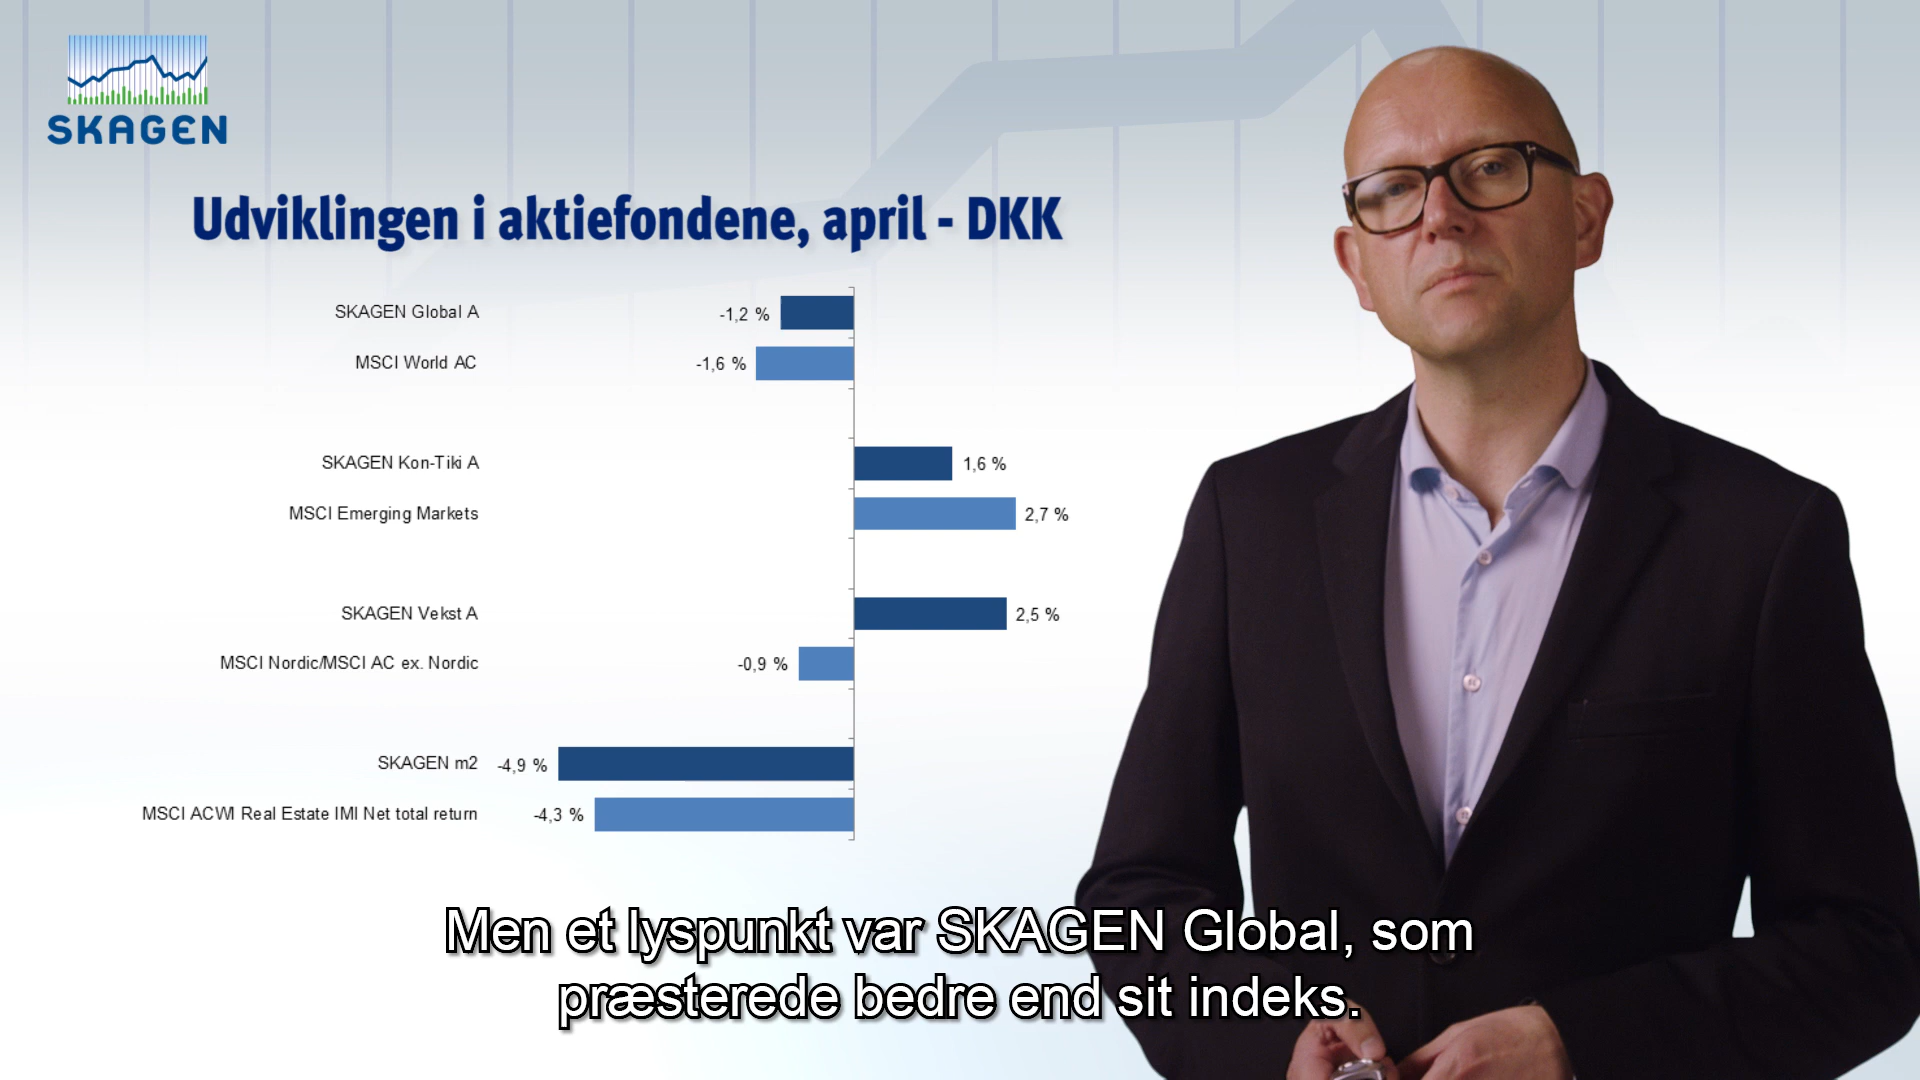 SKAGEN
Udviklingen i aktiefondene, april - DKK
SKAGEN Global A -1,2 %
MSCI World AC -1,6 %
SKAGEN Kon-Tiki A 1,6 %
MSCI Emerging Markets 2,7 %
SKAGEN Vekst A 2,5 %
MSCI Nordic/MSCI AC ex. Nordic -0,9 %
SKAGEN m2 -4,9 %
MSCI ACWI Real Estate IMI Net total return -4,3 %
Men et lyspunkt var SKAGEN Global, som
præsterede bedre end sit indeks.